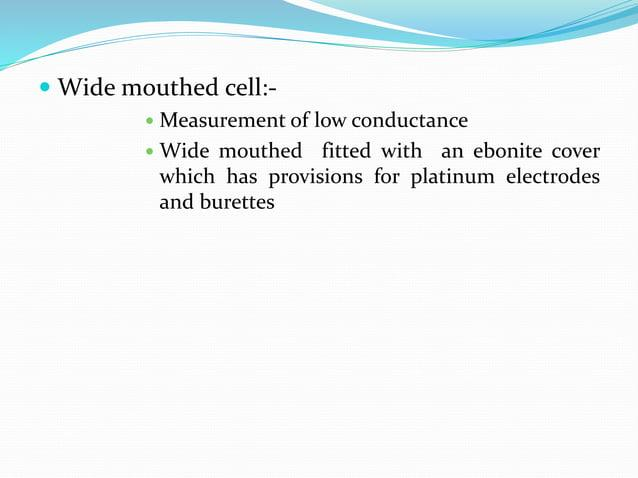 Wide mouthed cell:-
Measurement of low conductance
Wide mouthed fitted with an ebonite cover
which has provisions for platinum electrodes
and burettes